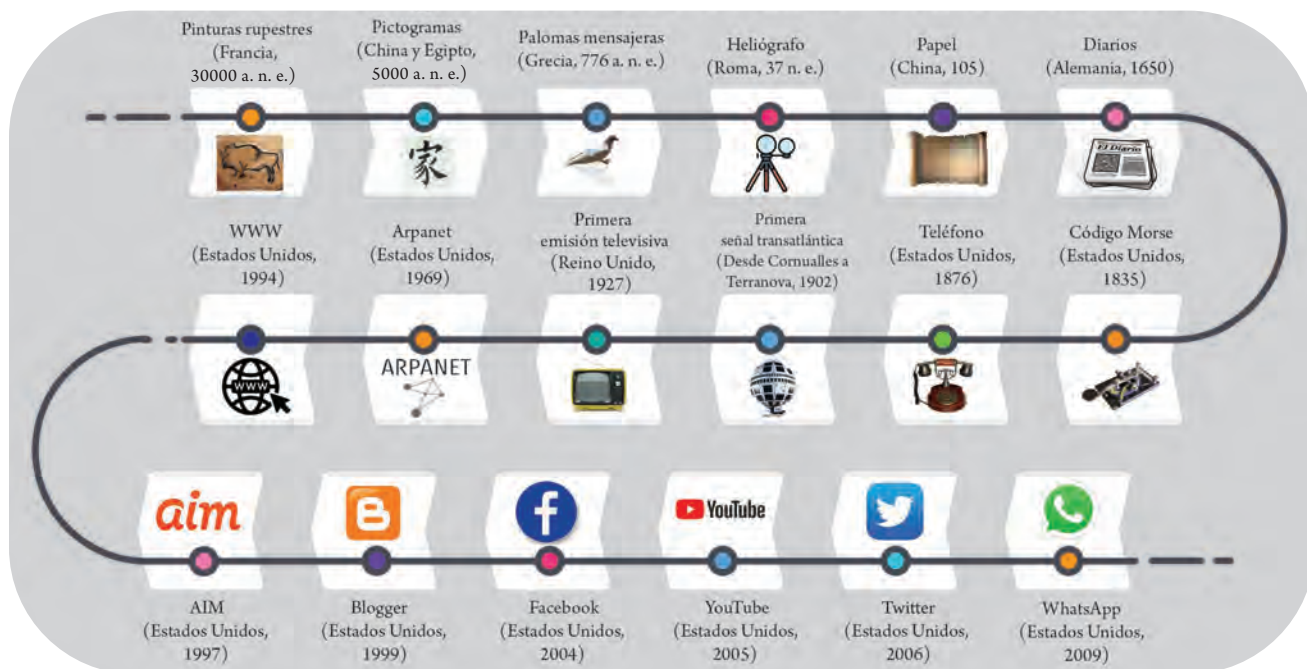 Pinturas rupestres
(Francia,
30000 a. n. e.)
Pictogramas
(China y Egipto,
5000 a. n. e.)
Palomas mensajeras
(Grecia, 776 a. n. e.)
Heliógrafo
(Roma, 37 n. e.)
Papel
(China, 105)
Diarios
(Alemania, 1650)
家
El Diario
WWW
(Estados Unidos,
1994)
Arpanet
(Estados Unidos,
1969)
Primera
emisión televisiva
(Reino Unido,
1927)
Primera
señal transatlántica
(Desde Cornualles a
Terranova, 1902)
Teléfono
(Estados Unidos,
1876)
Código Morse
(Estados Unidos,
1835)
WWW
ARPANET
aim
B
f
YouTube
AIM
(Estados Unidos,
1997)
Blogger
(Estados Unidos,
1999)
Facebook
(Estados Unidos,
2004)
YouTube
(Estados Unidos,
2005)
Twitter
(Estados Unidos,
2006)
WhatsApp
(Estados Unidos,
2009)